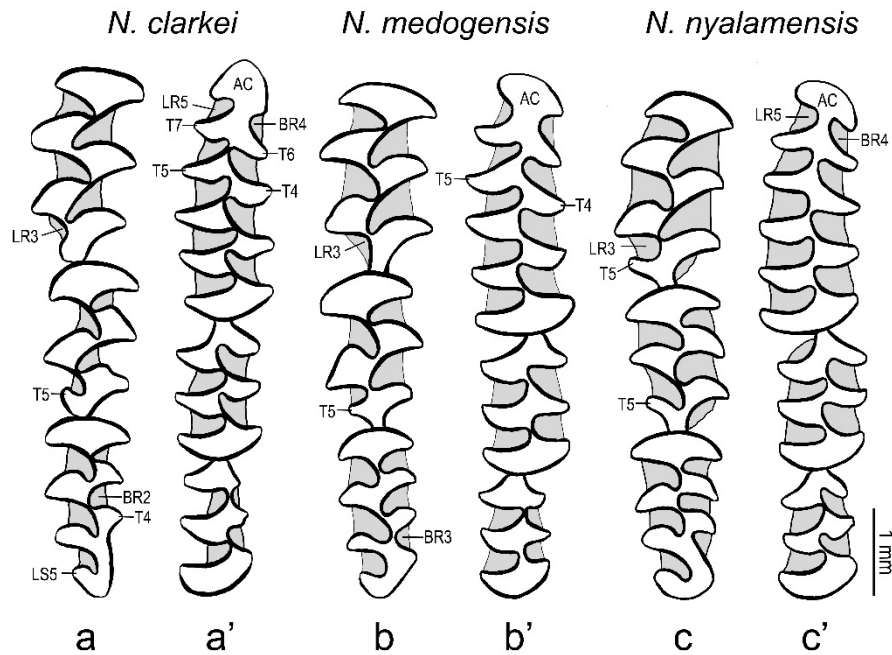 N. clarkei
N. medogensis
N. nyalamensis
AC
LR5
T7
BR4
T6
T5
T4
LR3
T5
BR2
T4
LS5
AC
T5
T4
LR3
T5
BR3
AC
LR5
BR4
LR3
T5
T5
1 mm
a
a’
b
b’
c
c’